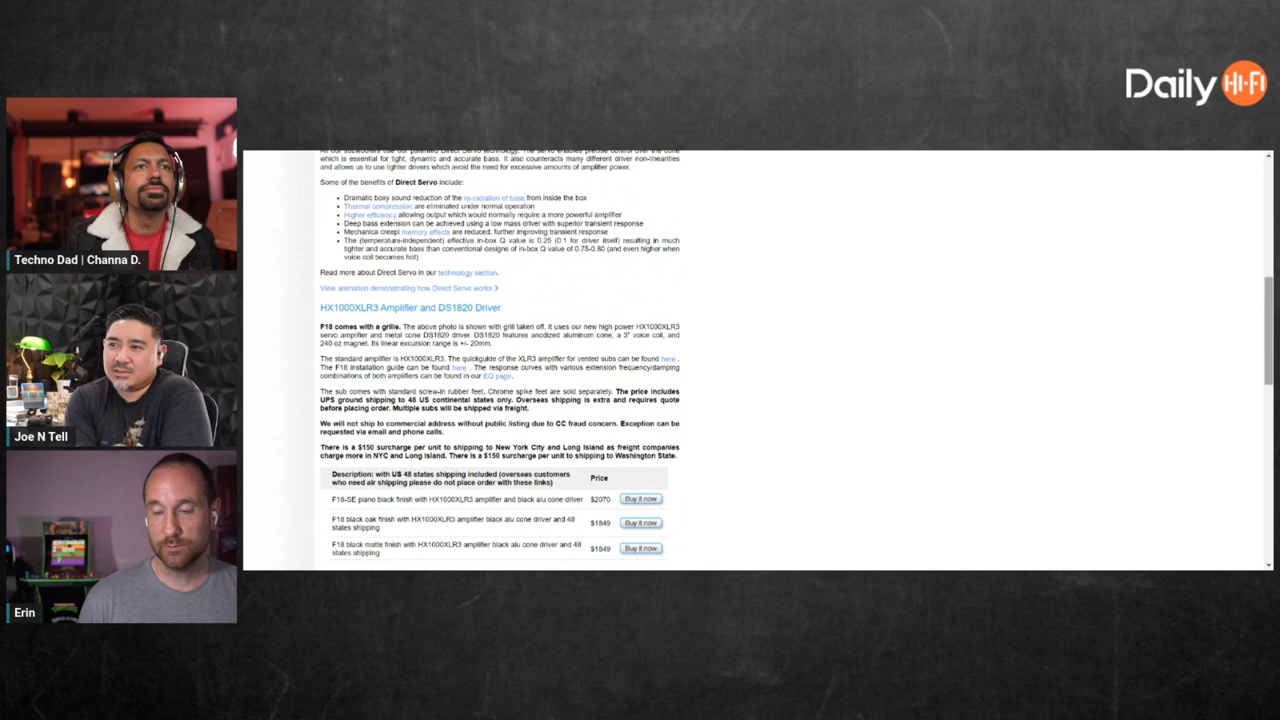 Daily HI-FI
Techno Dad | Channa D.
Joe N Tell
Erin
All our subwoofers use our patented Direct Servo technology. The servo enables precise control over the cone
which is essential for tight, dynamic and accurate bass. It also counteracts many different driver non-linearities
and allows us to use lighter drivers which avoid the need for excessive amounts of amplifier power.
Some of the benefits of Direct Servo include:
• Dramatic boxy sound reduction of the re-radiation of bass from inside the box
• Thermal compression are eliminated under normal operation
• Higher efficiency allowing output which would normally require a more powerful amplifier
• Deep bass extension can be achieved using a low mass driver with superior transient response
• Mechanica creepl memory effects are reduced, further improving transient response
• The (temperature-independent) effective in-box Q value is 0.25 (0.1 for driver itself) resulting in much
tighter and accurate bass than conventional designs of in-box Q value of 0.75-0.80 (and even higher when
voice coil becomes hot)
Read more about Direct Servo in our technology section.
View animation demonstrating how Direct Servo works
HX1000XLR3 Amplifier and DS1820 Driver
F18 comes with a grille. The above photo is shown with grill taken off. It uses our new high power HX1000XLR3
servo amplifier and metal cone DS1820 driver. DS1820 features anodized aluminum cone, a 3" voice coil, and
240 oz magnet. Its linear excursion range is +/- 20mm.
The standard amplifier is HX1000XLR3. The quickguide of the XLR3 amplifier for vented subs can be found here .
The F18 installation guide can be found here . The response curves with various extension frequency/damping
combinations of both amplifiers can be found in our EQ page.
The sub comes with standard screw-in rubber feet, Chrome spike feet are sold separately. The price includes
UPS ground shipping to 48 US continental states only. Overseas shipping is extra and requires quote
before placing order. Multiple subs will be shipped via freight.
We will not ship to commercial address without public listing due to CC fraud concern. Exception can be
requested via email and phone calls.
There is a $150 surcharge per unit to shipping to New York City and Long Island as freight companies
charge more in NYC and Long Island. There is a $150 surcharge per unit to shipping to Washington State.
Description: with US 48 states shipping included (overseas customers
who need air shipping please do not place order with these links) Price
F18-SE piano black finish with HX1000XLR3 amplifier and black alu cone driver $2070 Buy it now
F18 black oak finish with HX1000XLR3 amplifier black alu cone driver and 48
states shipping $1849 Buy it now
F18 black matte finish with HX1000XLR3 amplifier black alu cone driver and 48
states shipping $1849 Buy it now